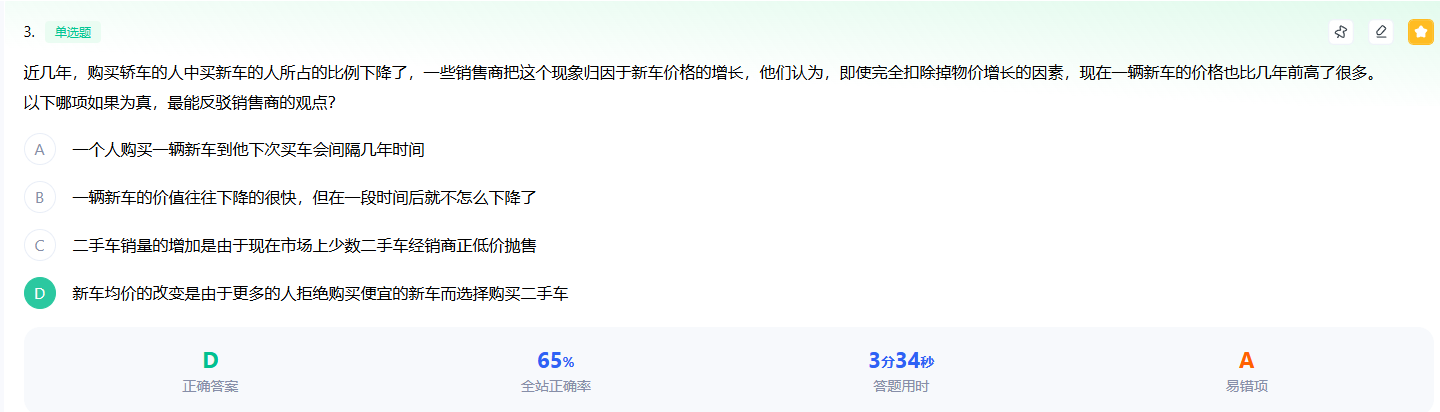 3. 单选题
近几年，购买轿车的人中买新车的人所占的比例下降了，一些销售商把这个现象归因于新车价格的增长，他们认为，即使完全扣除掉物价增长的因素，现在一辆新车的价格也比几年前高了很多。
以下哪项如果为真，最能反驳销售商的观点？
A 一个人购买一辆新车到他下次买车会间隔几年时间
B 一辆新车的价值往往下降的很快，但在一段时间后就不怎么下降了
C 二手车销量的增加是由于现在市场上少数二手车经销商正低价抛售
D 新车均价的改变是由于更多的人拒绝购买便宜的新车而选择购买二手车
D 65% 3分34秒 A
正确答案 全站正确率 答题用时 易错项